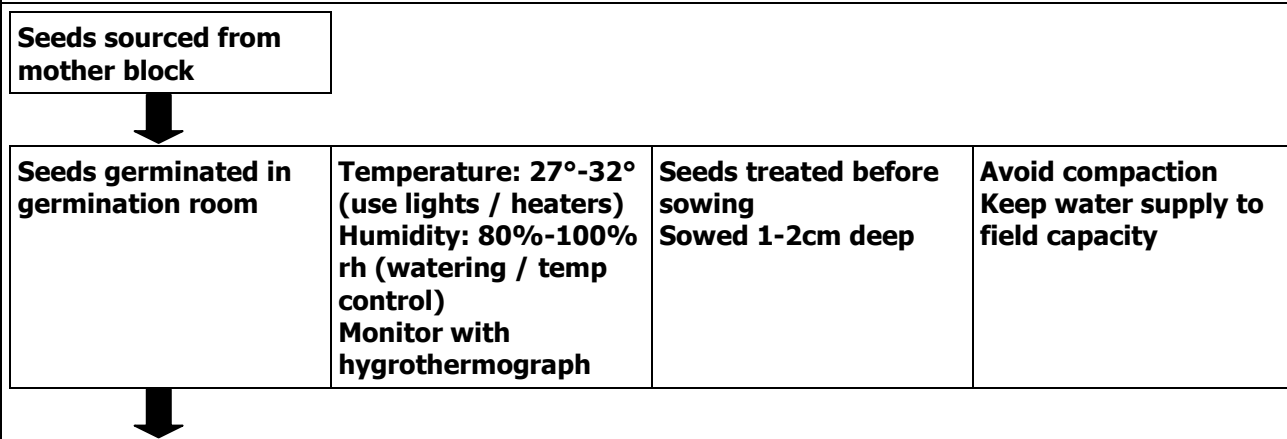 Seeds sourced from
mother block
Seeds germinated in
germination room
Temperature: 27°-32°
(use lights / heaters)
Humidity: 80%-100%
rh (watering / temp
control)
Monitor with
hygrothermograph
Seeds treated before
sowing
Sowed 1-2cm deep
Avoid compaction
Keep water supply to
field capacity